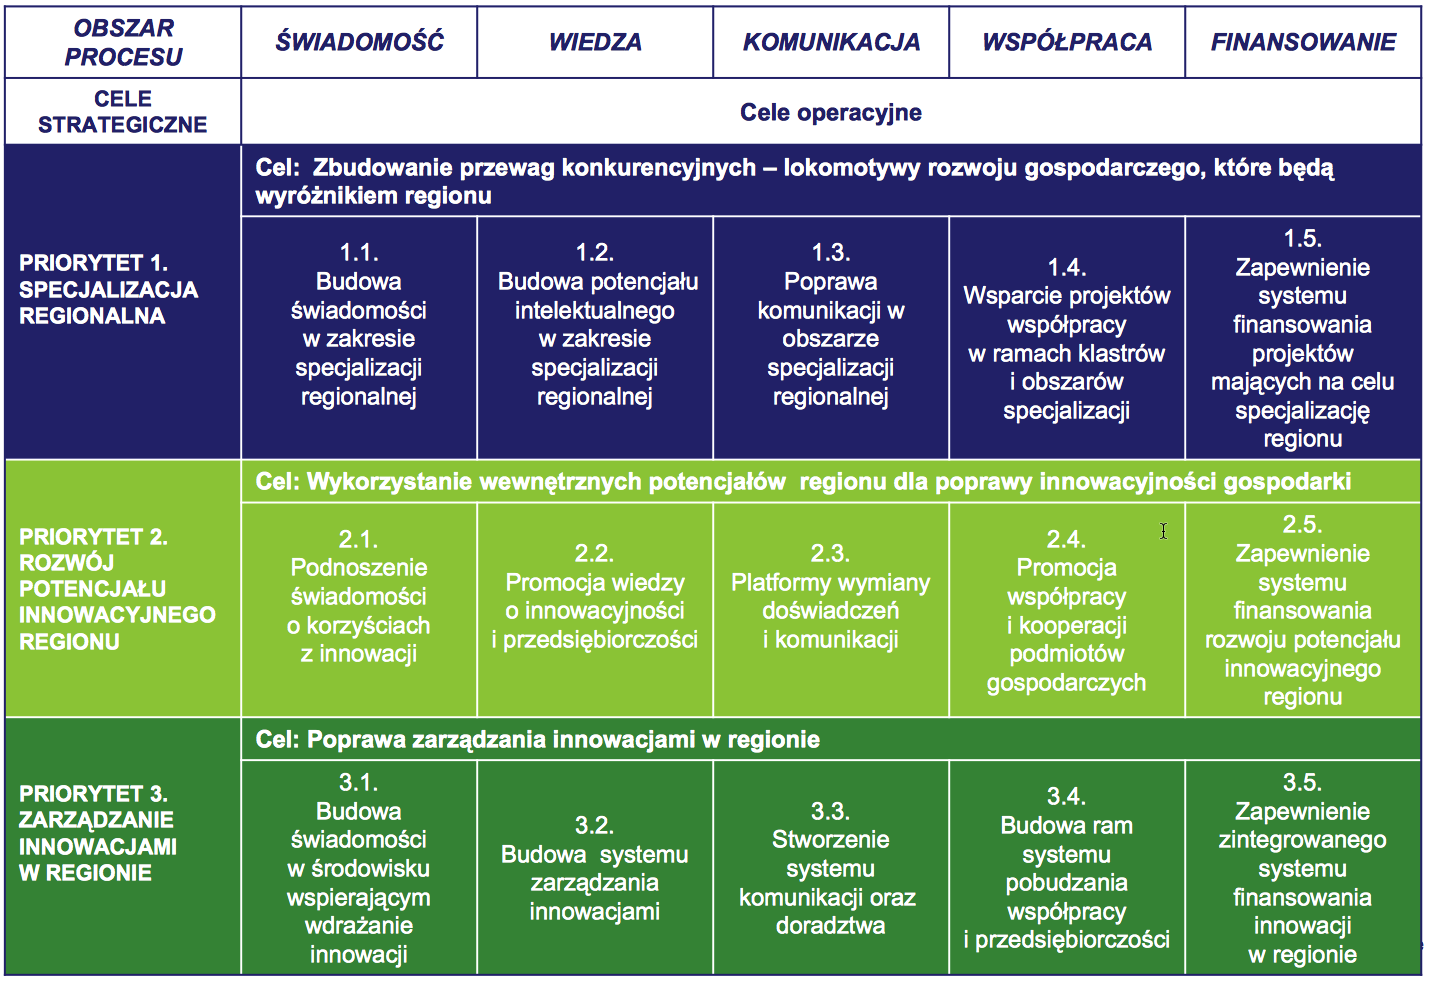 OBSZAR
PROCESU
ŚWIADOMOŚĆ
WIEDZA
KOMUNIKACJA
WSPÓŁPRACA
FINANSOWANIE
CELE
STRATEGICZNE
Cele operacyjne
PRIORYTET 1.
SPECJALIZACJA
REGIONALNA
Cel:  Zbudowanie przewag konkurencyjnych – lokomotywy rozwoju gospodarczego, które będą
wyróżnikiem regionu
1.1.
Budowa
świadomości
w zakresie
specjalizacji
regionalnej
1.2.
Budowa potencjału
intelektualnego
w zakresie
specjalizacji
regionalnej
1.3.
Poprawa
komunikacji w
obszarze
specjalizacji
regionalnej
1.4.
Wsparcie projektów
współpracy
w ramach klastrów
i obszarów
specjalizacji
1.5.
Zapewnienie
systemu
finansowania
projektów
mających na celu
specjalizację
regionu
PRIORYTET 2.
ROZWÓJ
POTENCJAŁU
INNOWACYJNEGO
REGIONU
Cel: Wykorzystanie wewnętrznych potencjałów  regionu dla poprawy innowacyjności gospodarki
2.1.
Podnoszenie
świadomości
o korzyściach
z innowacji
2.2.
Promocja wiedzy
o innowacyjności
i przedsiębiorczości
2.3.
Platformy wymiany
doświadczeń
i komunikacji
2.4.
Promocja
współpracy
i kooperacji
podmiotów
gospodarczych
2.5.
Zapewnienie
systemu
finansowania
rozwoju potencjału
innowacyjnego
regionu
PRIORYTET 3.
ZARZĄDZANIE
INNOWACJAMI
W REGIONIE
Cel: Poprawa zarządzania innowacjami w regionie
3.1.
Budowa
świadomości
w środowisku
wspierającym
wdrażanie
innowacji
3.2.
Budowa  systemu
zarządzania
innowacjami
3.3.
Stworzenie
systemu
komunikacji oraz
doradztwa
3.4.
Budowa ram
systemu
pobudzania
współpracy
i przedsiębiorczości
3.5.
Zapewnienie
zintegrowanego
systemu
finansowania
innowacji
w regionie